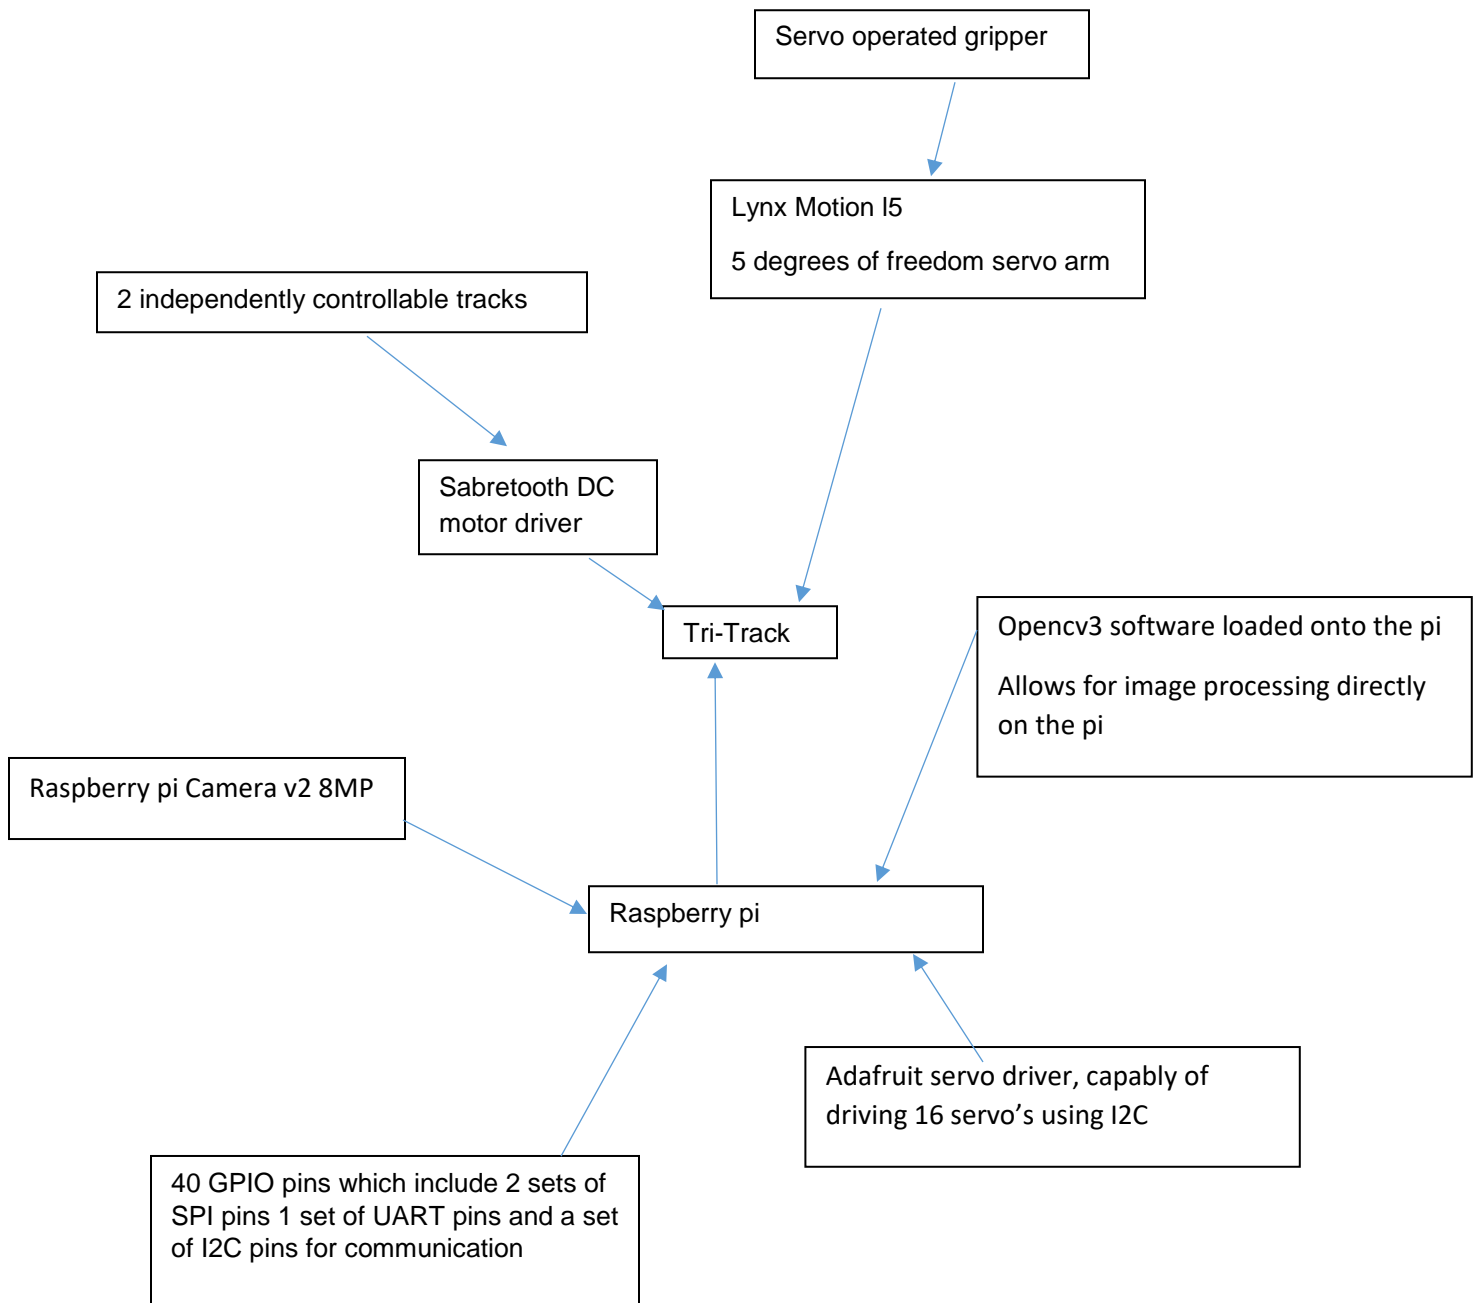 Servo operated gripper
Lynx Motion l5
5 degrees of freedom servo arm
2 independently controllable tracks
Sabretooth DC
motor driver
Tri-Track
Opencv3 software loaded onto the pi
Allows for image processing directly
on the pi
Raspberry pi Camera v2 8MP
Raspberry pi
Adafruit servo driver, capably of
driving 16 servo’s using I2C
40 GPIO pins which include 2 sets of
SPI pins 1 set of UART pins and a set
of I2C pins for communication